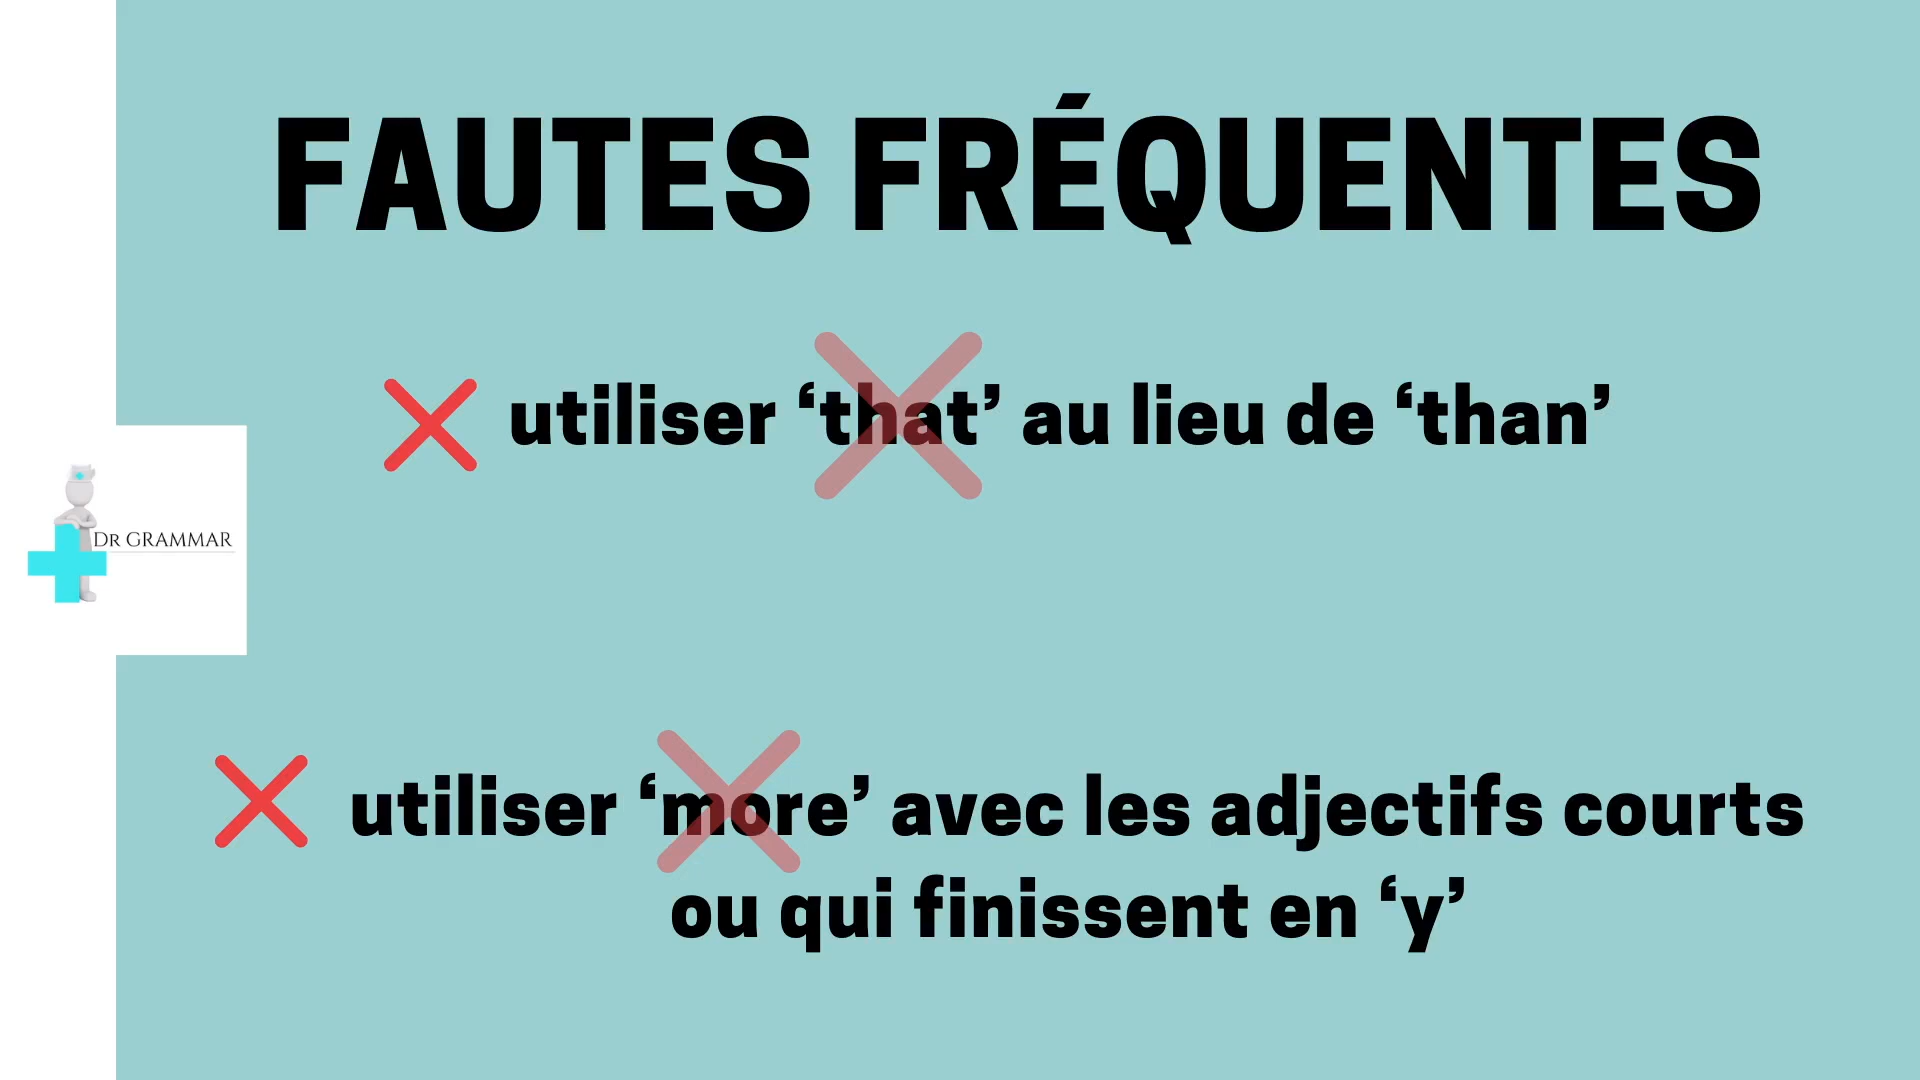 FAUTES FRÉQUENTES
utiliser ‘that’ au lieu de ‘than’
DR GRAMMAR
utiliser ‘more’ avec les adjectifs courts
ou qui finissent en ‘y’